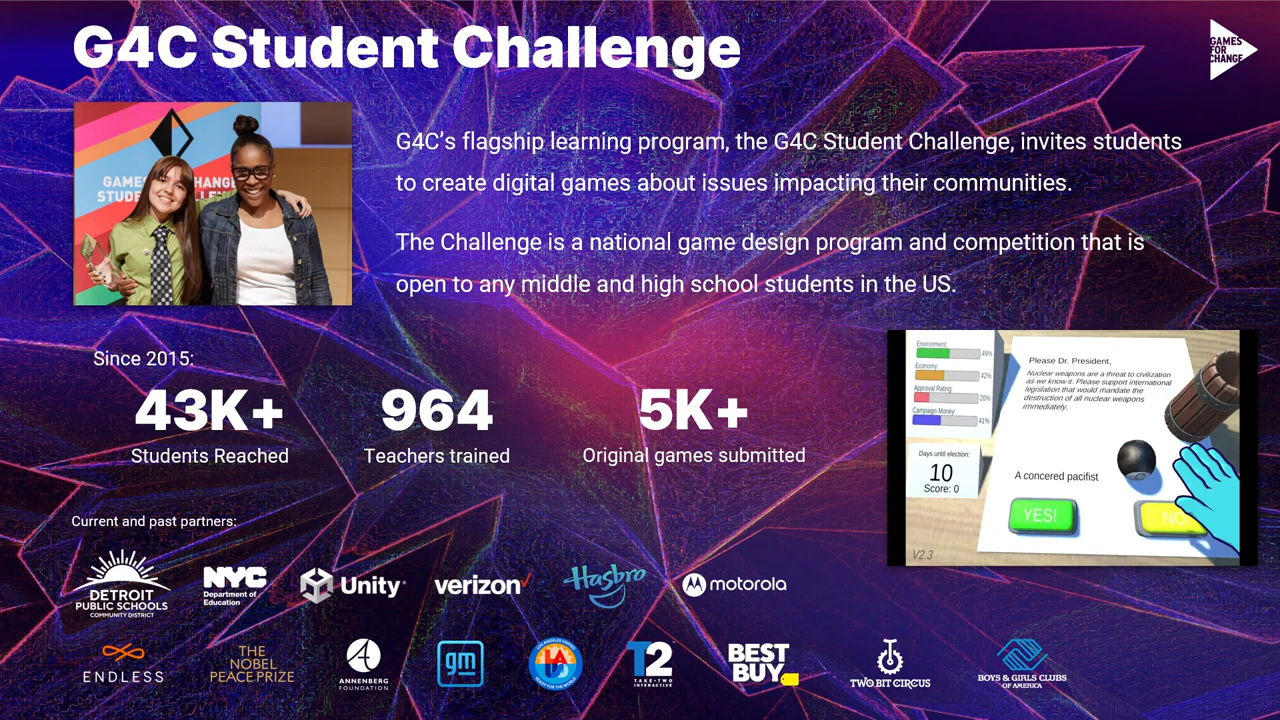 G4C Student Challenge
GAMES
FOR
CHANGE
G4C’s flagship learning program, the G4C Student Challenge, invites students
to create digital games about issues impacting their communities.
The Challenge is a national game design program and competition that is
open to any middle and high school students in the US.
Since 2015:
43K+
Students Reached
964
Teachers trained
5K+
Original games submitted
Environment:
49%
Economy:
42%
Approval Rating:
20%
Campaign Money:
41%
Days until election:
10
Score: 0
V2.3
Please Dr. President,
Nuclear weapons are a threat to civilization
as we know it. Please support international
legislation that would mandate the
destruction of all nuclear weapons
immediately.
A concered pacifist
YES!
NO
Current and past partners:
DETROIT
PUBLIC SCHOOLS
COMMUNITY DISTRICT
NYC
Department of
Education
Unity
verizon
Hasbro
motorola
ENDLESS
THE
NOBEL
PEACE PRIZE
A
ANNENBERG
FOUNDATION
gm
LA
T2
TAKE-TWO
INTERACTIVE
BEST
BUY
TWO BIT CIRCUS
BOYS & GIRLS CLUBS
OF AMERICA